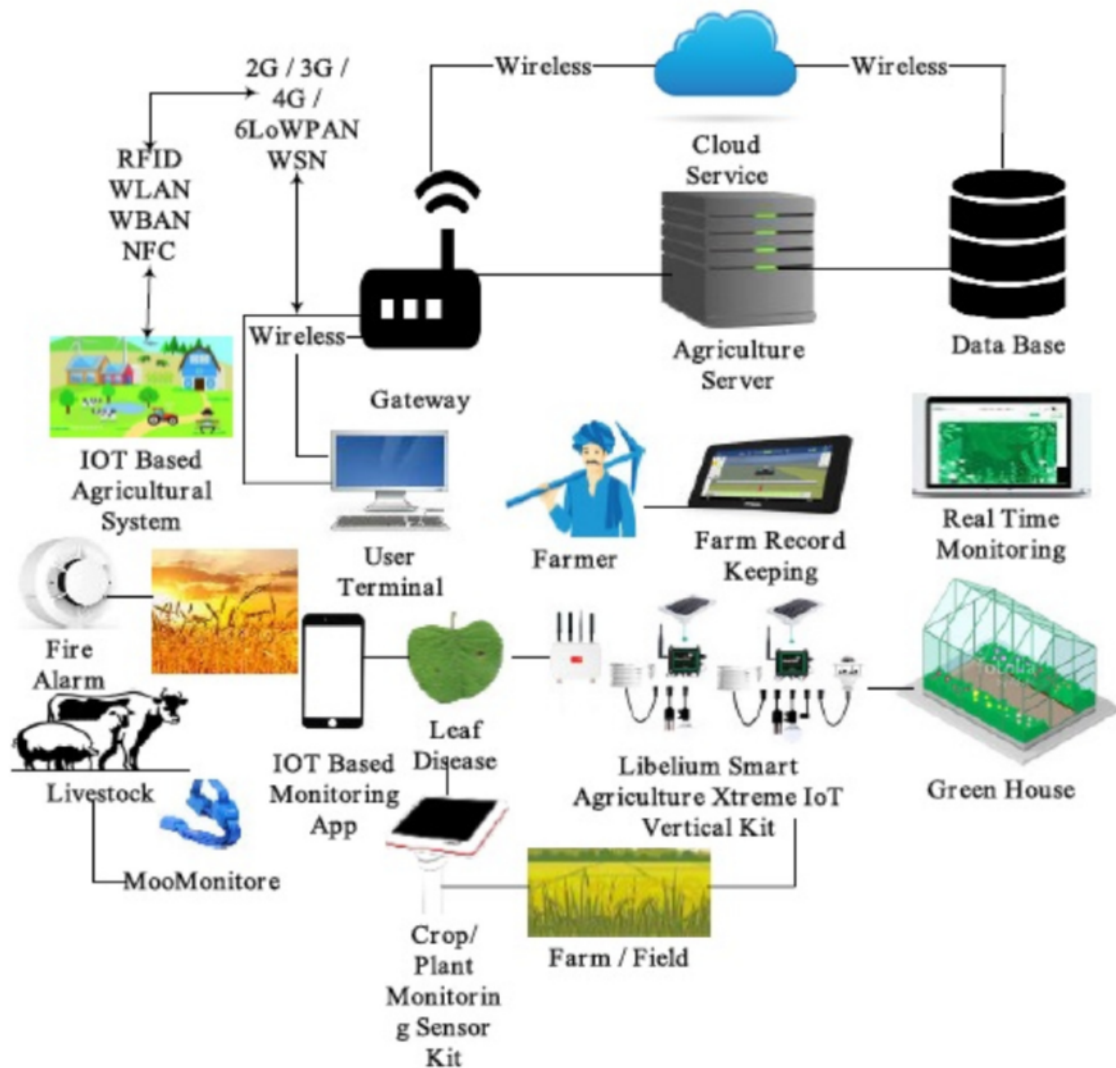 Wireless
Wireless
2G / 3G /
4G /
6LoWPAN
WSN
RFID
WLAN
WBAN
NFC
Cloud
Service
Wireless
Gateway
Agriculture
Server
Data Base
IOT Based
Agricultural
System
User
Terminal
Farmer
Farm Record
Keeping
Real Time
Monitoring
Fire
Alarm
Livestock
MooMonitore
IOT Based
Monitoring
App
Leaf
Disease
Libelium Smart
Agriculture Xtreme IoT
Vertical Kit
Green House
Crop/
Plant
Monitorin
g Sensor
Kit
Farm / Field